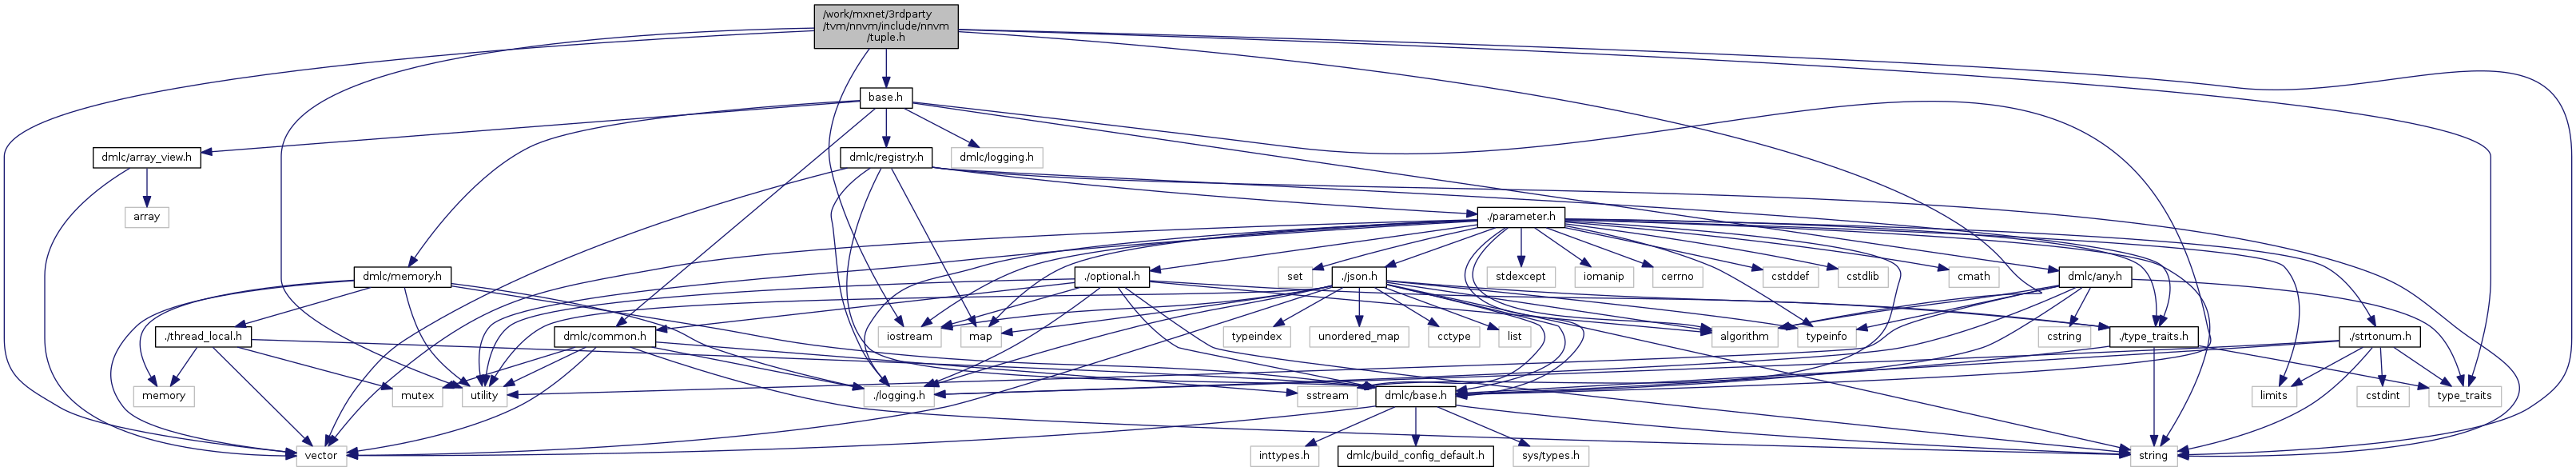 /work/mxnet/3rdparty
/tvm/nnvm/include/nnvm
/tuple.h
base.h
dmlc/array_view.h
dmlc/registry.h
dmlc/logging.h
array
./parameter.h
dmlc/memory.h
./optional.h
set
./json.h
stdexcept
iomanip
cerrno
cstddef
cstdlib
cmath
dmlc/any.h
./thread_local.h
dmlc/common.h
iostream
map
typeindex
unordered_map
cctype
list
algorithm
typeinfo
cstring
./type_traits.h
./strtonum.h
memory
mutex
utility
./logging.h
sstream
dmlc/base.h
limits
cstdint
type_traits
vector
inttypes.h
dmlc/build_config_default.h
sys/types.h
string